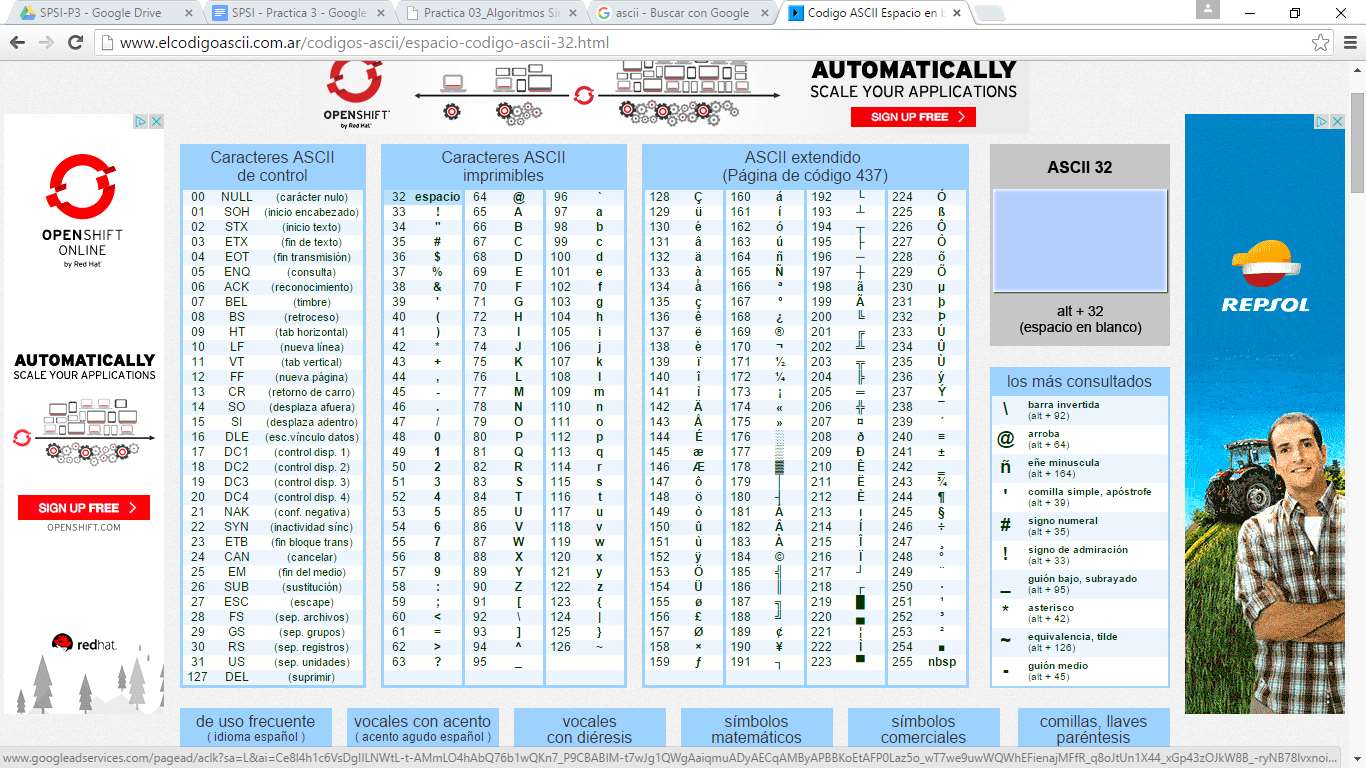 SPSI-P3 - Google Drive
SPSI - Practica 3 - Google
Practica 03_Algoritmos Si
ascii - Buscar con Google
Codigo ASCII Espacio en b
www.elcodigoascii.com.ar/codigos-ascii/espacio-codigo-ascii-32.html
OPENSHIFT
by Red Hat
AUTOMATICALLY
SCALE YOUR APPLICATIONS
SIGN UP FREE >
OPENSHIFT
ONLINE
by Red Hat
AUTOMATICALLY
SCALE YOUR APPLICATIONS
SIGN UP FREE >
OPENSHIFT.COM
redhat.
Caracteres ASCII
de control
00 NULL (carácter nulo)
01 SOH (inicio encabezado)
02 STX (inicio texto)
03 ETX (fin de texto)
04 EOT (fin transmisión)
05 ENQ (consulta)
06 ACK (reconocimiento)
07 BEL (timbre)
08 BS (retroceso)
09 HT (tab horizontal)
10 LF (nueva línea)
11 VT (tab vertical)
12 FF (nueva página)
13 CR (retorno de carro)
14 SO (desplaza afuera)
15 SI (desplaza adentro)
16 DLE (esc.vínculo datos)
17 DC1 (control disp. 1)
18 DC2 (control disp. 2)
19 DC3 (control disp. 3)
20 DC4 (control disp. 4)
21 NAK (conf. negativa)
22 SYN (inactividad sínc)
23 ETB (fin bloque trans)
24 CAN (cancelar)
25 EM (fin del medio)
26 SUB (sustitución)
27 ESC (escape)
28 FS (sep. archivos)
29 GS (sep. grupos)
30 RS (sep. registros)
31 US (sep. unidades)
127 DEL (suprimir)
Caracteres ASCII
imprimibles
32 espacio 64 @ 96 `
33 ! 65 A 97 a
34 " 66 B 98 b
35 # 67 C 99 c
36 $ 68 D 100 d
37 % 69 E 101 e
38 & 70 F 102 f
39 ' 71 G 103 g
40 ( 72 H 104 h
41 ) 73 I 105 i
42 * 74 J 106 j
43 + 75 K 107 k
44 , 76 L 108 l
45 - 77 M 109 m
46 . 78 N 110 n
47 / 79 O 111 o
48 0 80 P 112 p
49 1 81 Q 113 q
50 2 82 R 114 r
51 3 83 S 115 s
52 4 84 T 116 t
53 5 85 U 117 u
54 6 86 V 118 v
55 7 87 W 119 w
56 8 88 X 120 x
57 9 89 Y 121 y
58 : 90 Z 122 z
59 ; 91 [ 123 {
60 < 92 \ 124 |
61 = 93 ] 125 }
62 > 94 ^ 126 ~
63 ? 95 _
ASCII extendido
(Página de código 437)
128 Ç 160 á 192 └ 224 Ó
129 ü 161 í 193 ┴ 225 ß
130 é 162 ó 194 ┬ 226 Ô
131 â 163 ú 195 ├ 227 Ò
132 ä 164 ñ 196 ─ 228 õ
133 à 165 Ñ 197 ┼ 229 Õ
134 å 166 ª 198 ã 230 µ
135 ç 167 º 199 Ã 231 þ
136 ê 168 ¿ 200 ╚ 232 Þ
137 ë 169 ® 201 ╔ 233 Ú
138 è 170 ¬ 202 ╩ 234 Û
139 ï 171 ½ 203 ╦ 235 Ù
140 î 172 ¼ 204 ╠ 236 ý
141 ì 173 ¡ 205 ═ 237 Ý
142 Ä 174 « 206 ╬ 238 ¯
143 Å 175 » 207 ¤ 239 ´
144 É 176 ░ 208 ð 240 ≡
145 æ 177 ▒ 209 Ð 241 ±
146 Æ 178 ▓ 210 Ê 242 ‗
147 ô 179 │ 211 Ë 243 ¾
148 ö 180 ┤ 212 È 244 ¶
149 ò 181 Á 213 ı 245 §
150 û 182 Â 214 Í 246 ÷
151 ù 183 À 215 Î 247 ¸
152 ÿ 184 © 216 Ï 248 °
153 Ö 185 ╣ 217 ┘ 249 ¨
154 Ü 186 ║ 218 ┌ 250 ·
155 ø 187 ╗ 219 █ 251 ¹
156 £ 188 ╝ 220 ▄ 252 ³
157 Ø 189 ¢ 221 ¦ 253 ²
158 × 190 ¥ 222 Ì 254 ■
159 ƒ 191 ┐ 223 ▀ 255 nbsp
ASCII 32
alt + 32
(espacio en blanco)
los más consultados
\ barra invertida
(alt + 92)
@ arroba
(alt + 64)
ñ eñe minuscula
(alt + 164)
' comilla simple, apóstrofe
(alt + 39)
# signo numeral
(alt + 35)
! signo de admiración
(alt + 33)
_ guión bajo, subrayado
(alt + 95)
* asterisco
(alt + 42)
~ equivalencia, tilde
(alt + 126)
- guión medio
(alt + 45)
REPSOL
de uso frecuente
( idioma español )
vocales con acento
( acento agudo español )
vocales
con diéresis
símbolos
matemáticos
símbolos
comerciales
comillas, llaves
paréntesis